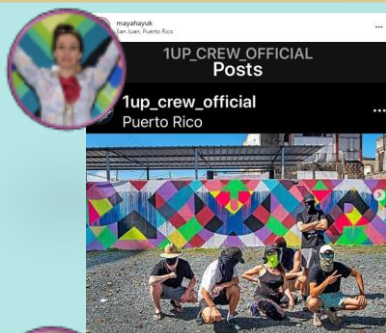 mayahayuk
San Juan, Puerto Rico
1UP_CREW_OFFICIAL
Posts
1up_crew_official
Puerto Rico